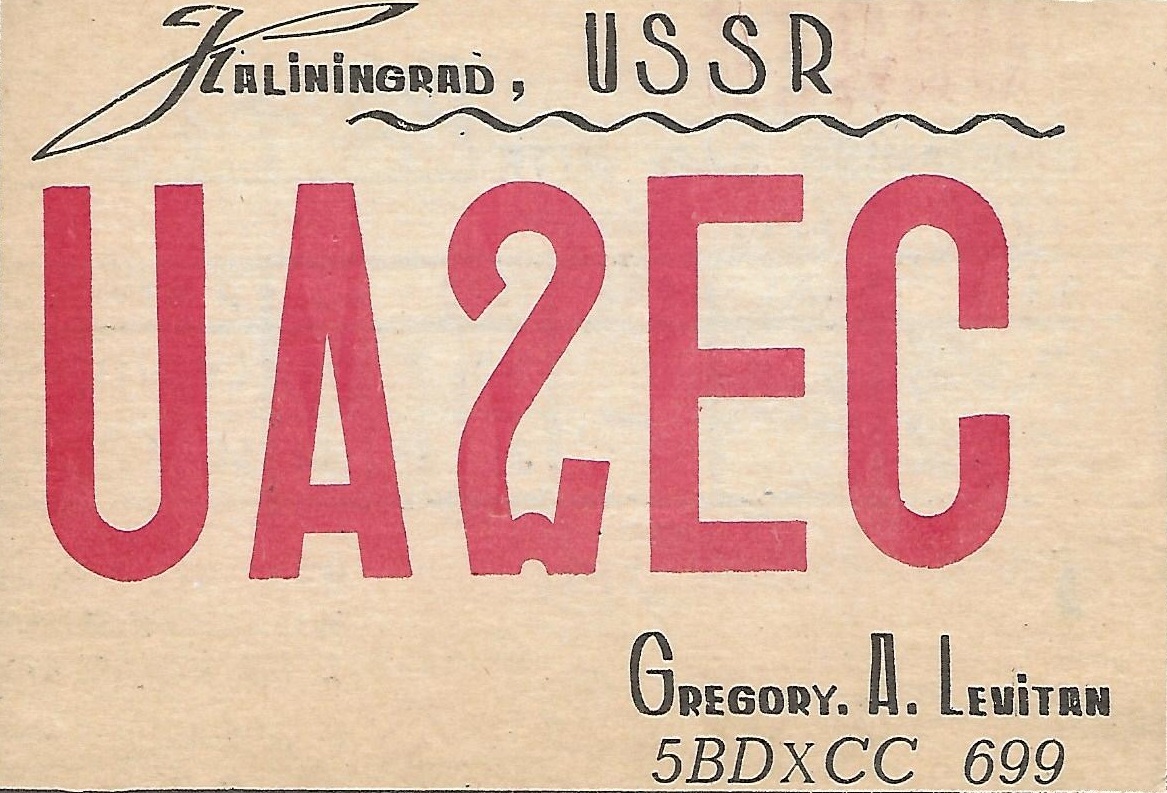 Kaliningrad, USSR
UA2EC
Gregory. A. Levitan
5BDXCC 699